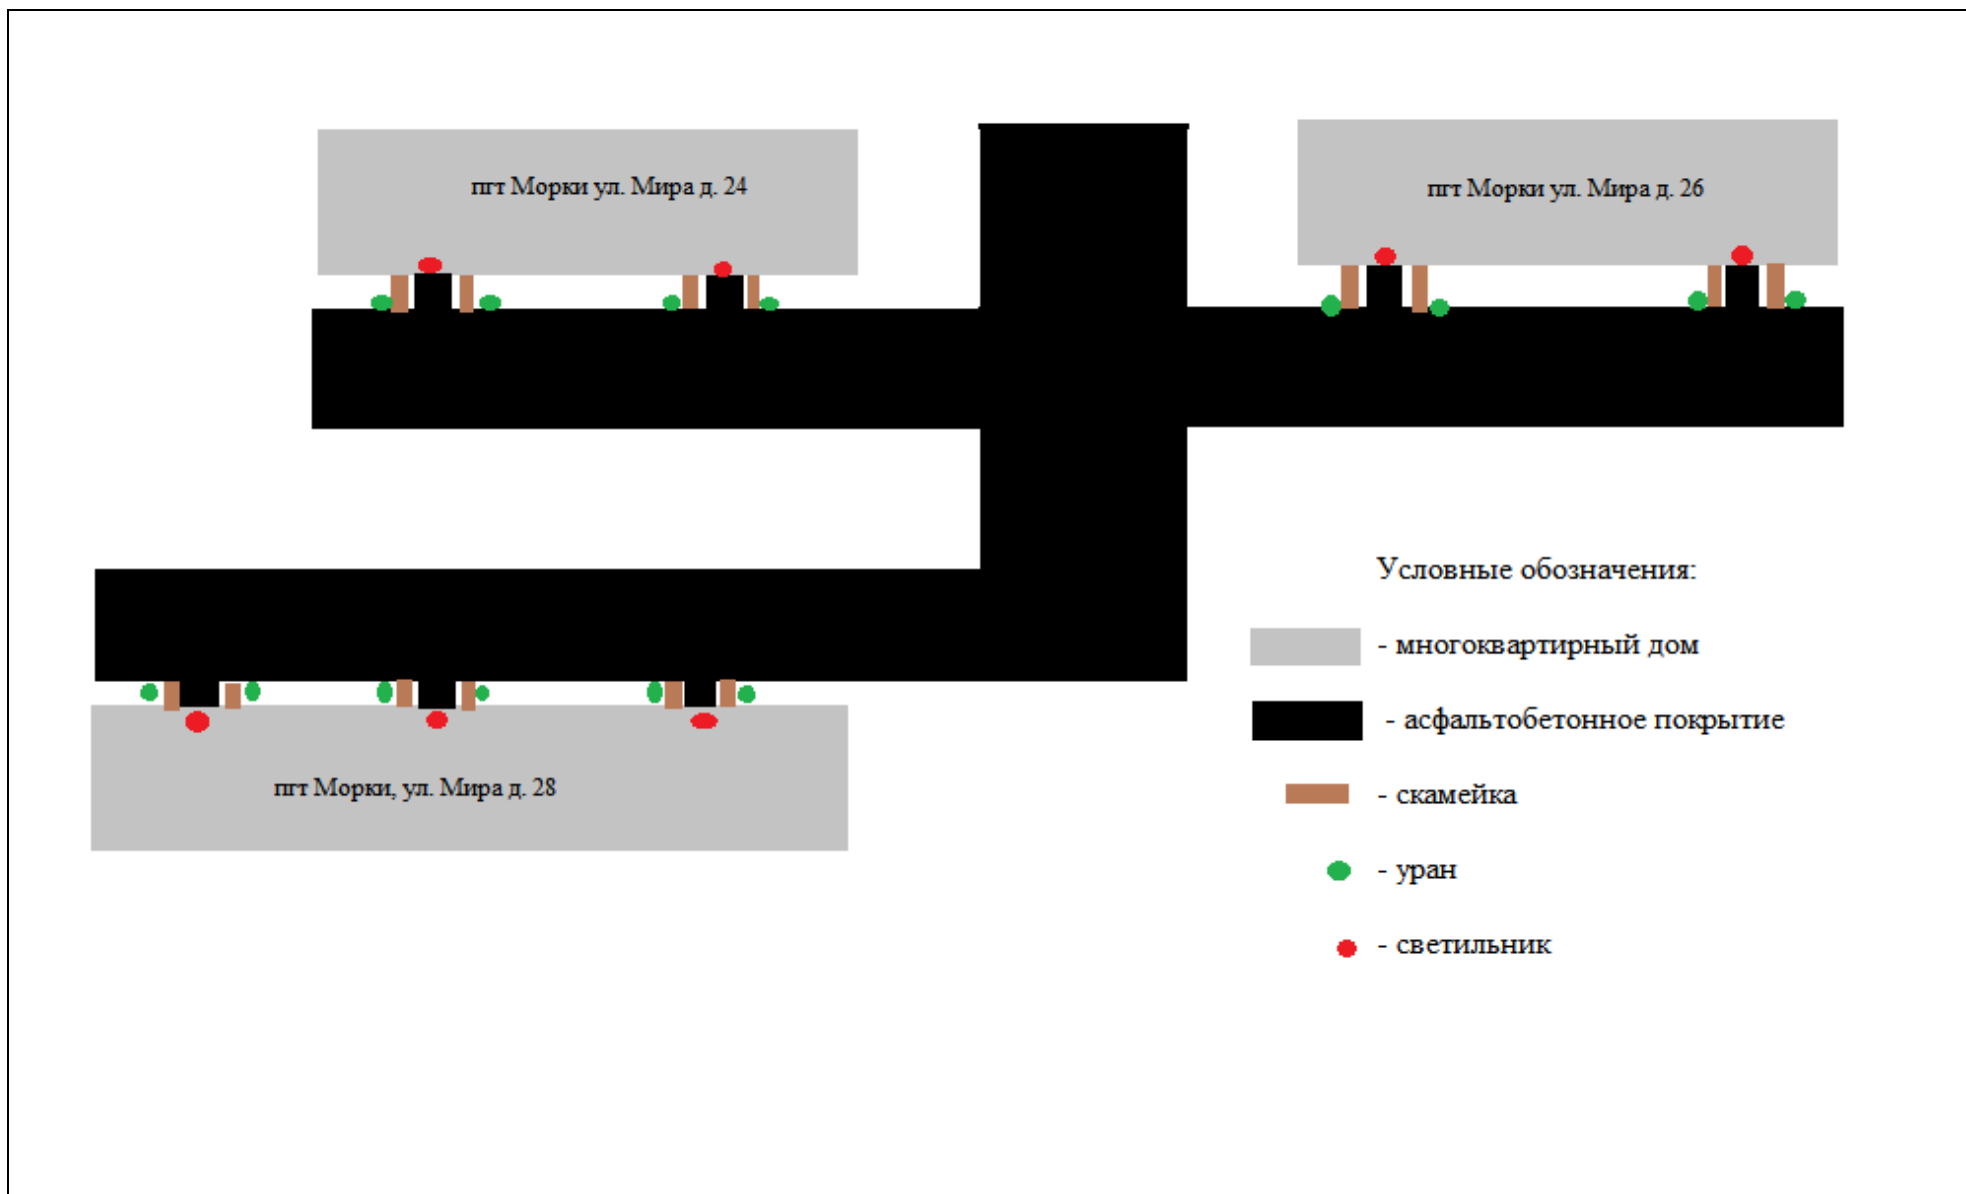 пгт Морки ул. Мира д. 24
пгт Морки ул. Мира д. 26
Условные обозначения:
- многоквартирный дом
- асфальтобетонное покрытие
- скамейка
- уран
- светильник
пгт Морки, ул. Мира д. 28